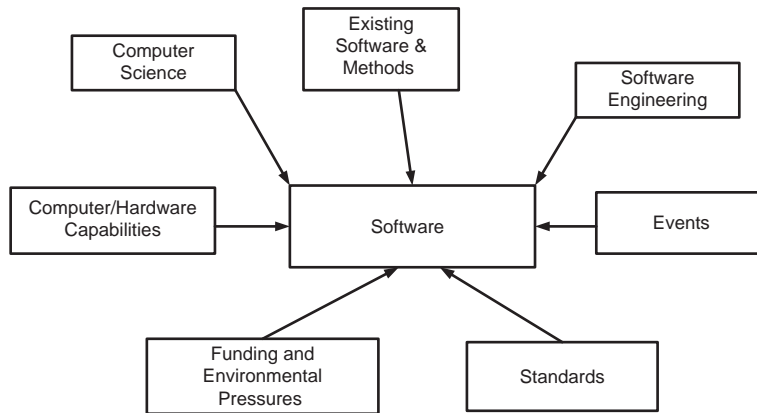 Existing
Software &
Methods
Computer
Science
Software
Engineering
Computer/Hardware
Capabilities
Software
Events
Funding and
Environmental
Pressures
Standards